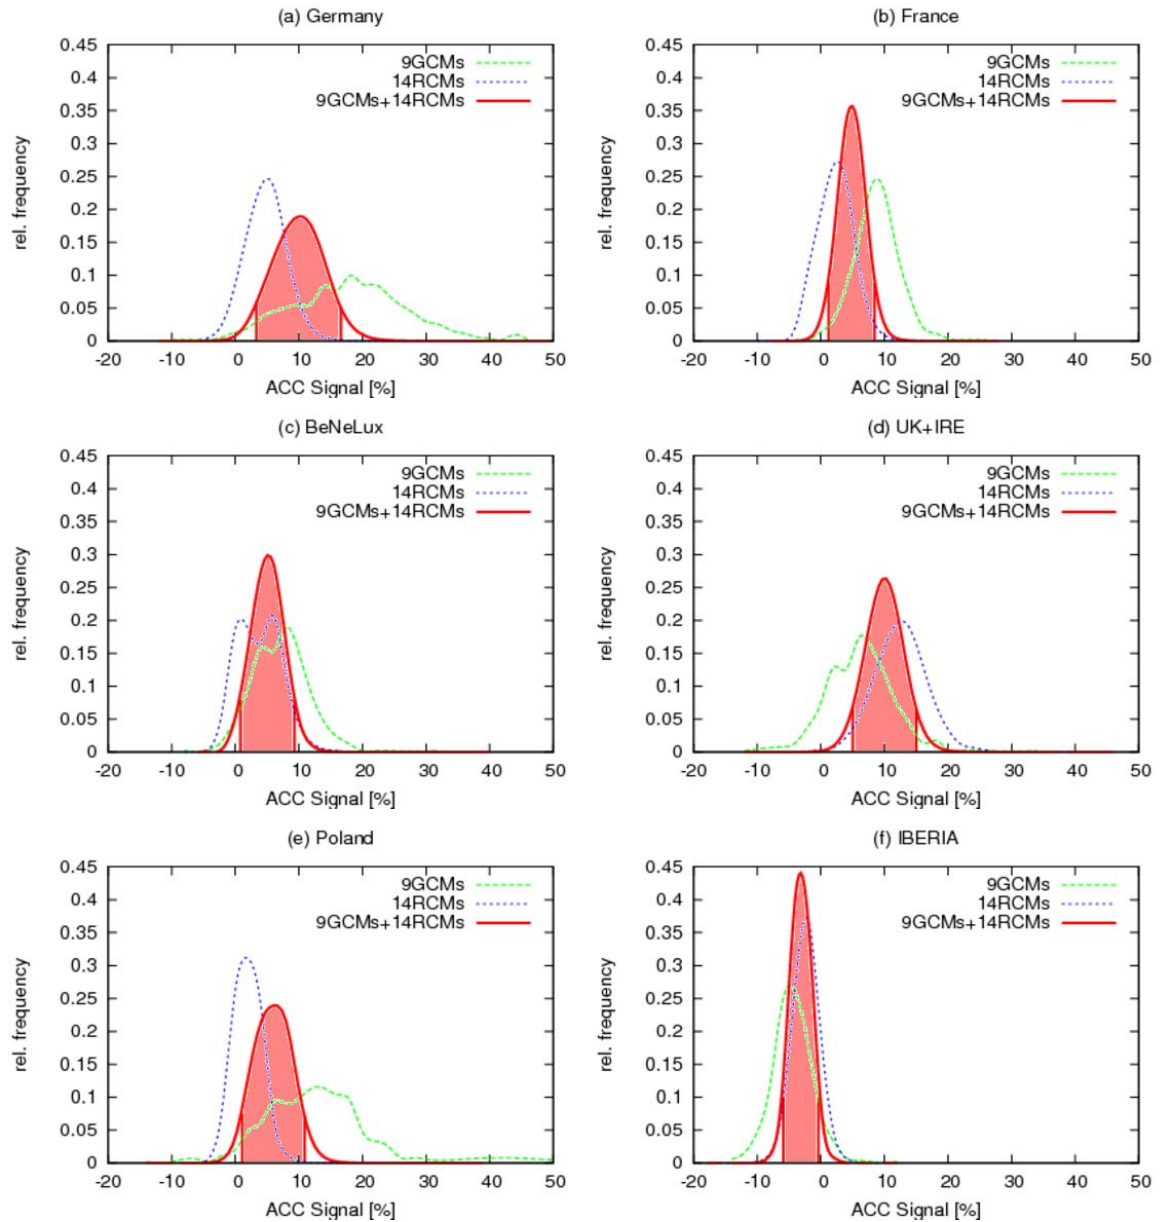 (a) Germany
0.45
0.4
0.35
0.3
0.25
0.2
0.15
0.1
0.05
0
rel. frequency
9GCMs
14RCMs
9GCMs+14RCMs
-20 -10 0 10 20 30 40 50
ACC Signal [%]
(b) France
0.45
0.4
0.35
0.3
0.25
0.2
0.15
0.1
0.05
0
rel. frequency
9GCMs
14RCMs
9GCMs+14RCMs
-20 -10 0 10 20 30 40 50
ACC Signal [%]
(c) BeNeLux
0.45
0.4
0.35
0.3
0.25
0.2
0.15
0.1
0.05
0
rel. frequency
9GCMs
14RCMs
9GCMs+14RCMs
-20 -10 0 10 20 30 40 50
ACC Signal [%]
(d) UK+IRE
0.45
0.4
0.35
0.3
0.25
0.2
0.15
0.1
0.05
0
rel. frequency
9GCMs
14RCMs
9GCMs+14RCMs
-20 -10 0 10 20 30 40 50
ACC Signal [%]
(e) Poland
0.45
0.4
0.35
0.3
0.25
0.2
0.15
0.1
0.05
0
rel. frequency
9GCMs
14RCMs
9GCMs+14RCMs
-20 -10 0 10 20 30 40 50
ACC Signal [%]
(f) IBERIA
0.45
0.4
0.35
0.3
0.25
0.2
0.15
0.1
0.05
0
rel. frequency
9GCMs
14RCMs
9GCMs+14RCMs
-20 -10 0 10 20 30 40 50
ACC Signal [%]